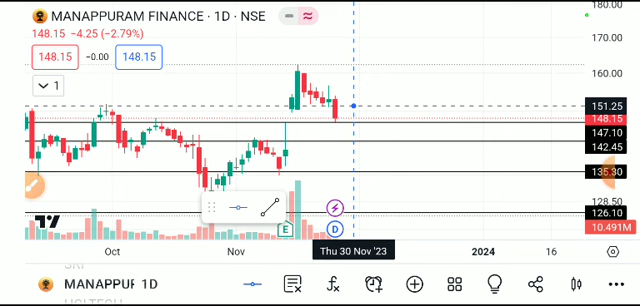 MANAPPURAM FINANCE · 1D · NSE
180.00
148.15 −4.25 (−2.79%)
170.00
148.15 −0.00 148.15
160.00
1
151.25
148.15
147.10
142.45
135.30
128.50
126.10
10.491M
E D
Oct Nov Thu 30 Nov '23 2024 16
MANAPPUR 1D